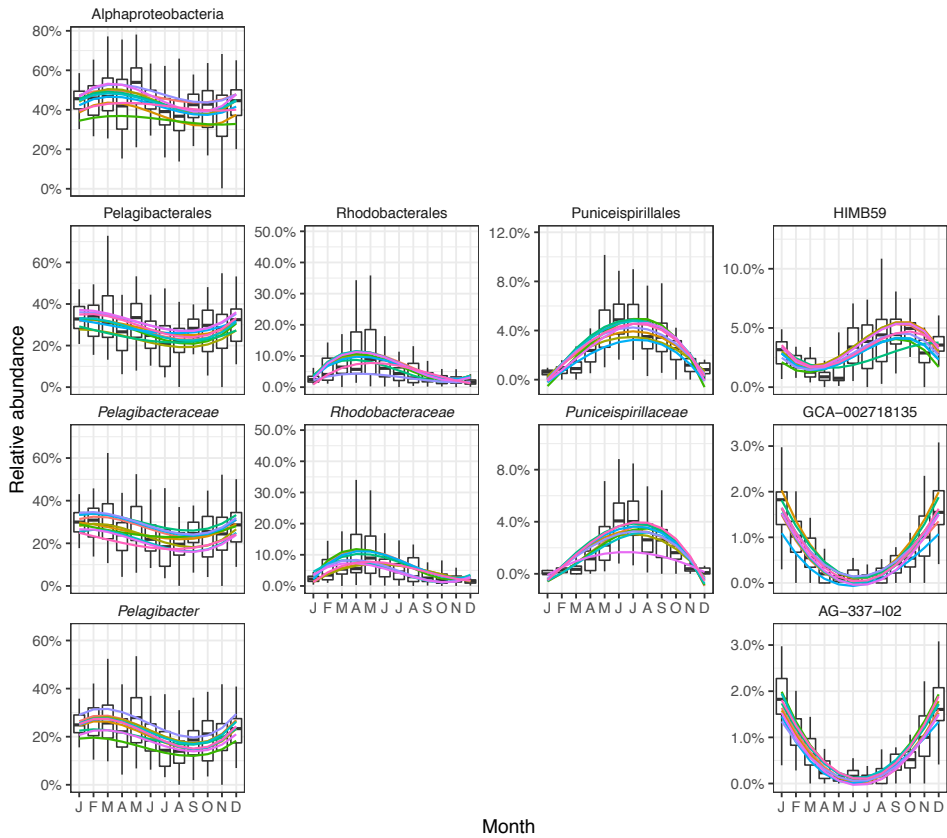 Alphaproteobacteria
80%
60%
40%
20%
0%
Pelagibacterales
Rhodobacterales
Puniceispirillales
HIMB59
60%
40%
20%
0%
50.0%
40.0%
30.0%
20.0%
10.0%
0.0%
12.0%
8.0%
4.0%
0.0%
10.0%
5.0%
0.0%
Relative abundance
Pelagibacteraceae
Rhodobacteraceae
Puniceispirillaceae
GCA−002718135
60%
40%
20%
0%
50.0%
40.0%
30.0%
20.0%
10.0%
0.0%
J F M A M J J A S O N D
8.0%
4.0%
0.0%
J F M A M J J A S O N D
3.0%
2.0%
1.0%
0.0%
Pelagibacter
AG−337−I02
60%
40%
20%
0%
J F M A M J J A S O N D
3.0%
2.0%
1.0%
0.0%
J F M A M J J A S O N D
Month